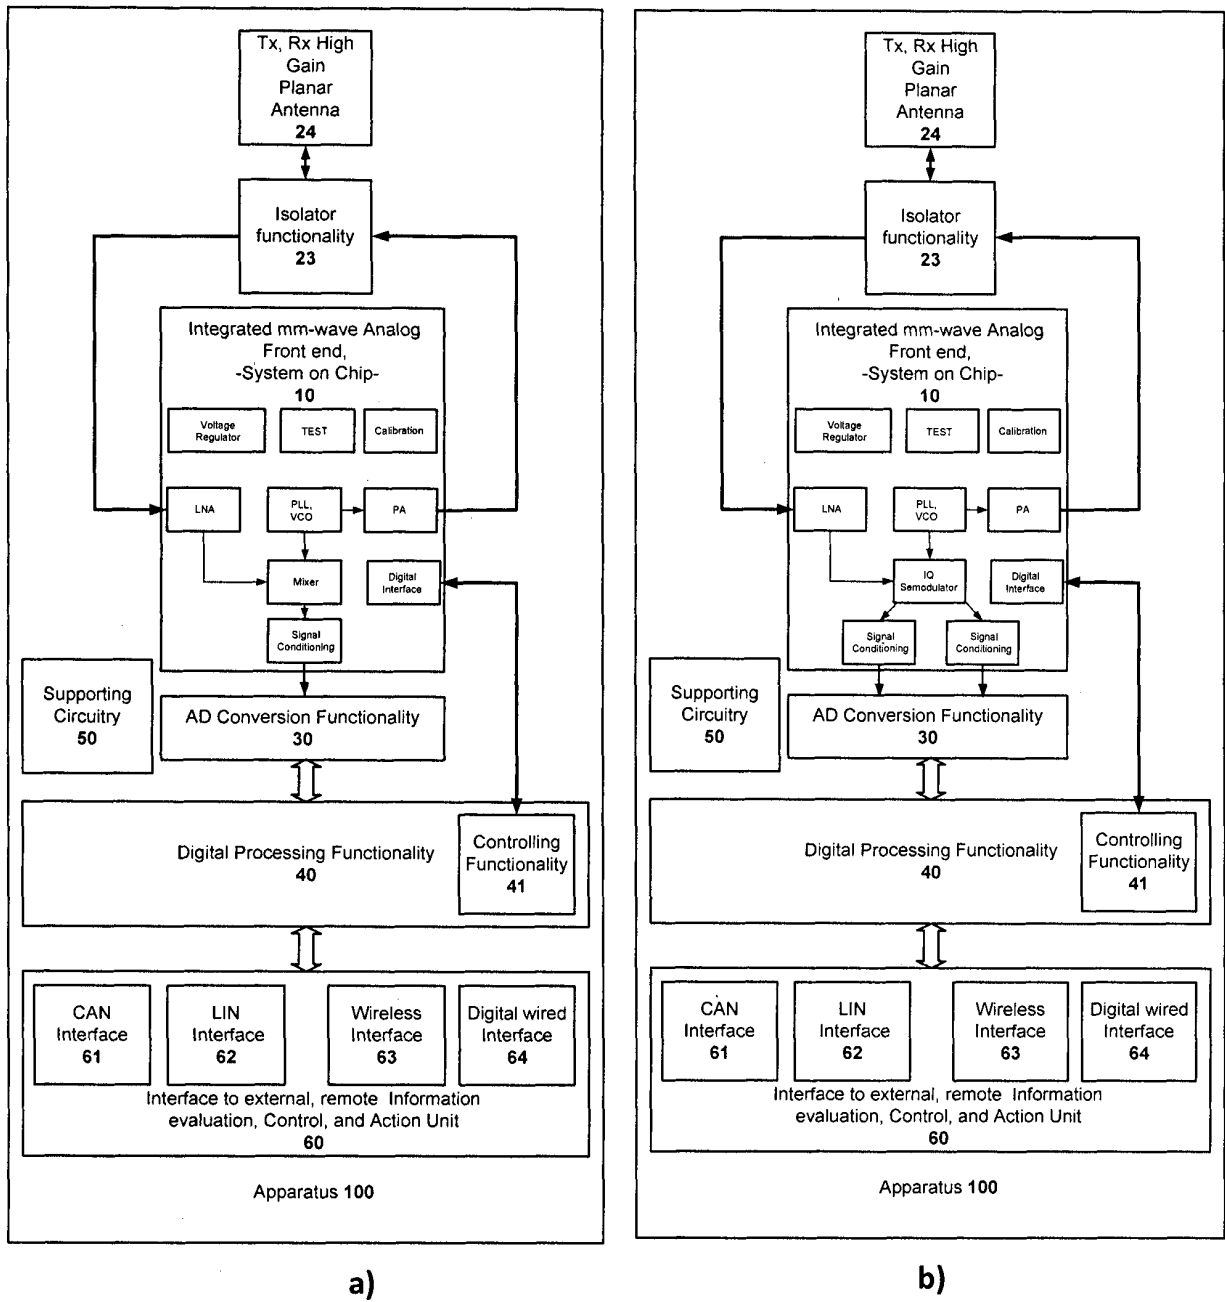 Tx, Rx High
Gain
Planar
Antenna
24
Isolator
functionality
23
Integrated mm-wave Analog
Front end,
-System on Chip-
10
Voltage
Regulator
TEST
Calibration
LNA
PLL,
VCO
PA
Mixer
Digital
Interface
Signal
Conditioning
Supporting
Circuitry
50
AD Conversion Functionality
30
Digital Processing Functionality
40
Controlling
Functionality
41
CAN
Interface
61
LIN
Interface
62
Wireless
Interface
63
Digital wired
Interface
64
Interface to external, remote Information
evaluation, Control, and Action Unit
60
Apparatus 100
a)
Tx, Rx High
Gain
Planar
Antenna
24
Isolator
functionality
23
Integrated mm-wave Analog
Front end,
-System on Chip-
10
Voltage
Regulator
TEST
Calibration
LNA
PLL,
VCO
PA
IQ
Semodulator
Digital
Interface
Signal
Conditioning
Signal
Conditioning
Supporting
Circuitry
50
AD Conversion Functionality
30
Digital Processing Functionality
40
Controlling
Functionality
41
CAN
Interface
61
LIN
Interface
62
Wireless
Interface
63
Digital wired
Interface
64
Interface to external, remote Information
evaluation, Control, and Action Unit
60
Apparatus 100
b)